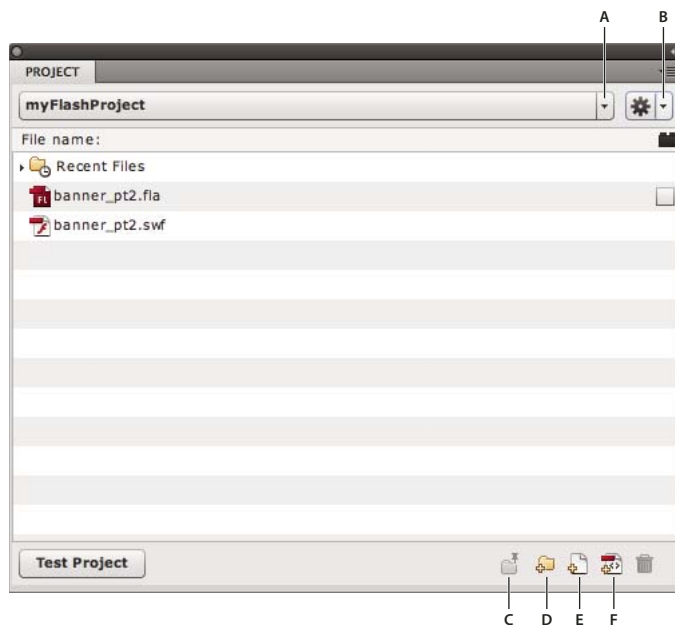 A B
PROJECT
myFlashProject
File name:
Recent Files
banner_pt2.fla
banner_pt2.swf
Test Project
C D E F